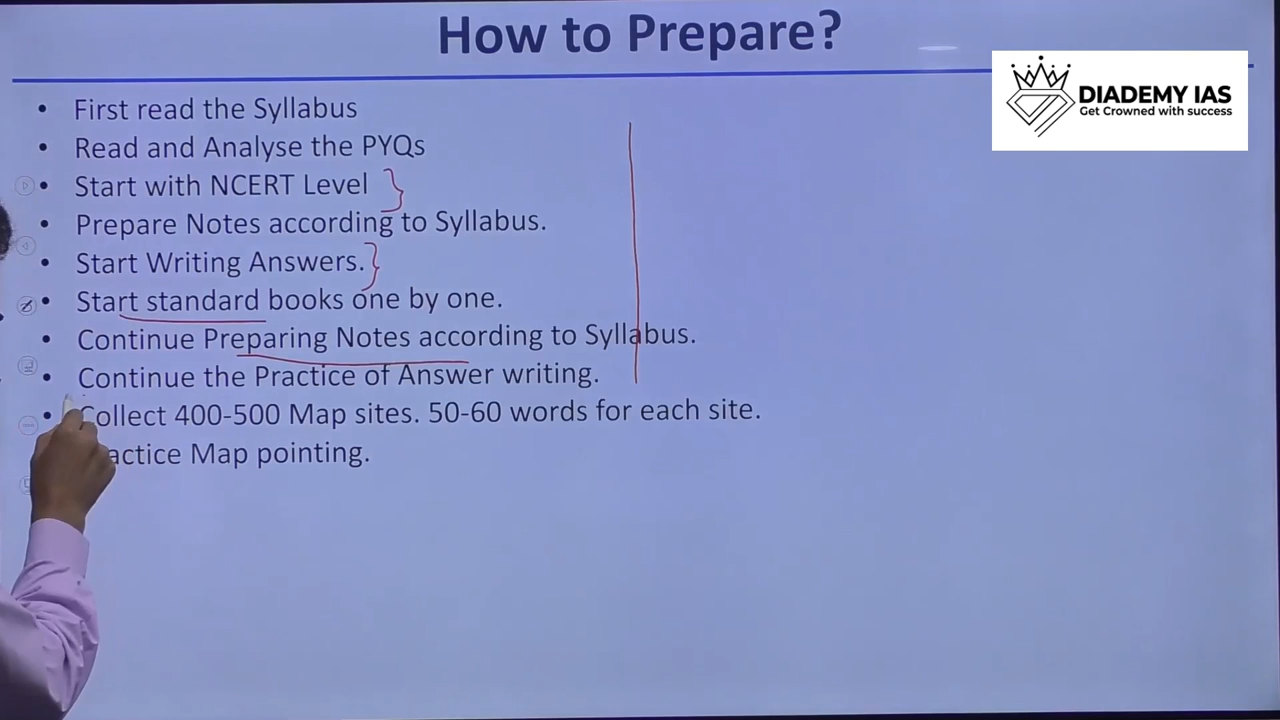 How to Prepare?
DIADEMY IAS
Get Crowned with success
• First read the Syllabus
• Read and Analyse the PYQs
• Start with NCERT Level
• Prepare Notes according to Syllabus.
• Start Writing Answers.
• Start standard books one by one.
• Continue Preparing Notes according to Syllabus.
• Continue the Practice of Answer writing.
• Collect 400-500 Map sites. 50-60 words for each site.
actice Map pointing.